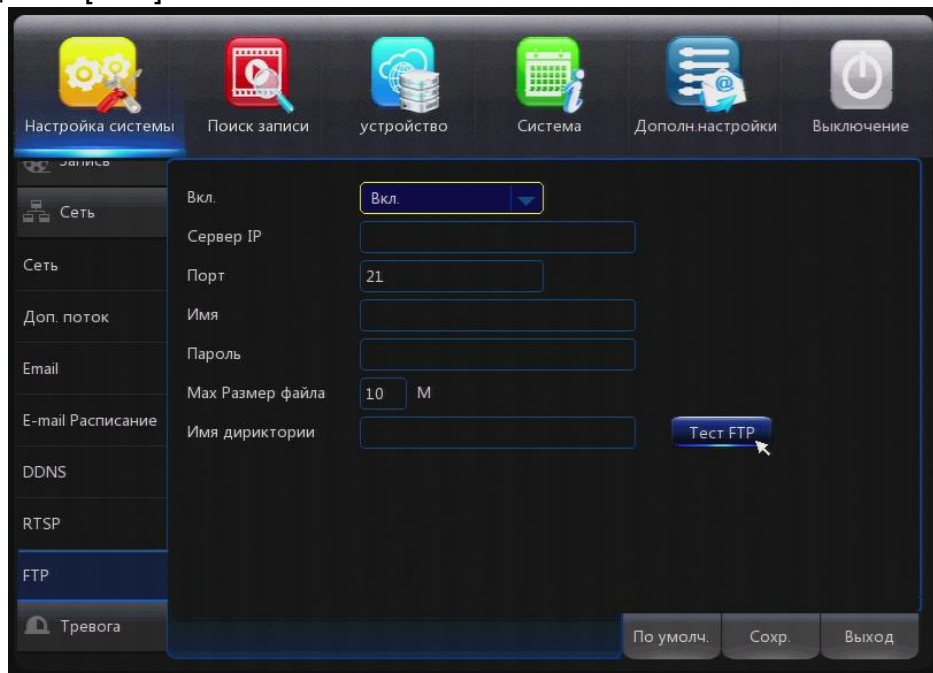 Настройка системы Поиск записи устройство Система Дополн.настройки Выключение
Запись
Сеть
Сеть
Доп. поток
Email
E-mail Расписание
DDNS
RTSP
FTP
Тревога
Вкл. Вкл.
Сервер IP
Порт 21
Имя
Пароль
Мах Размер файла 10 М
Имя дириктории Тест FTP
По умолч. Сохр. Выход